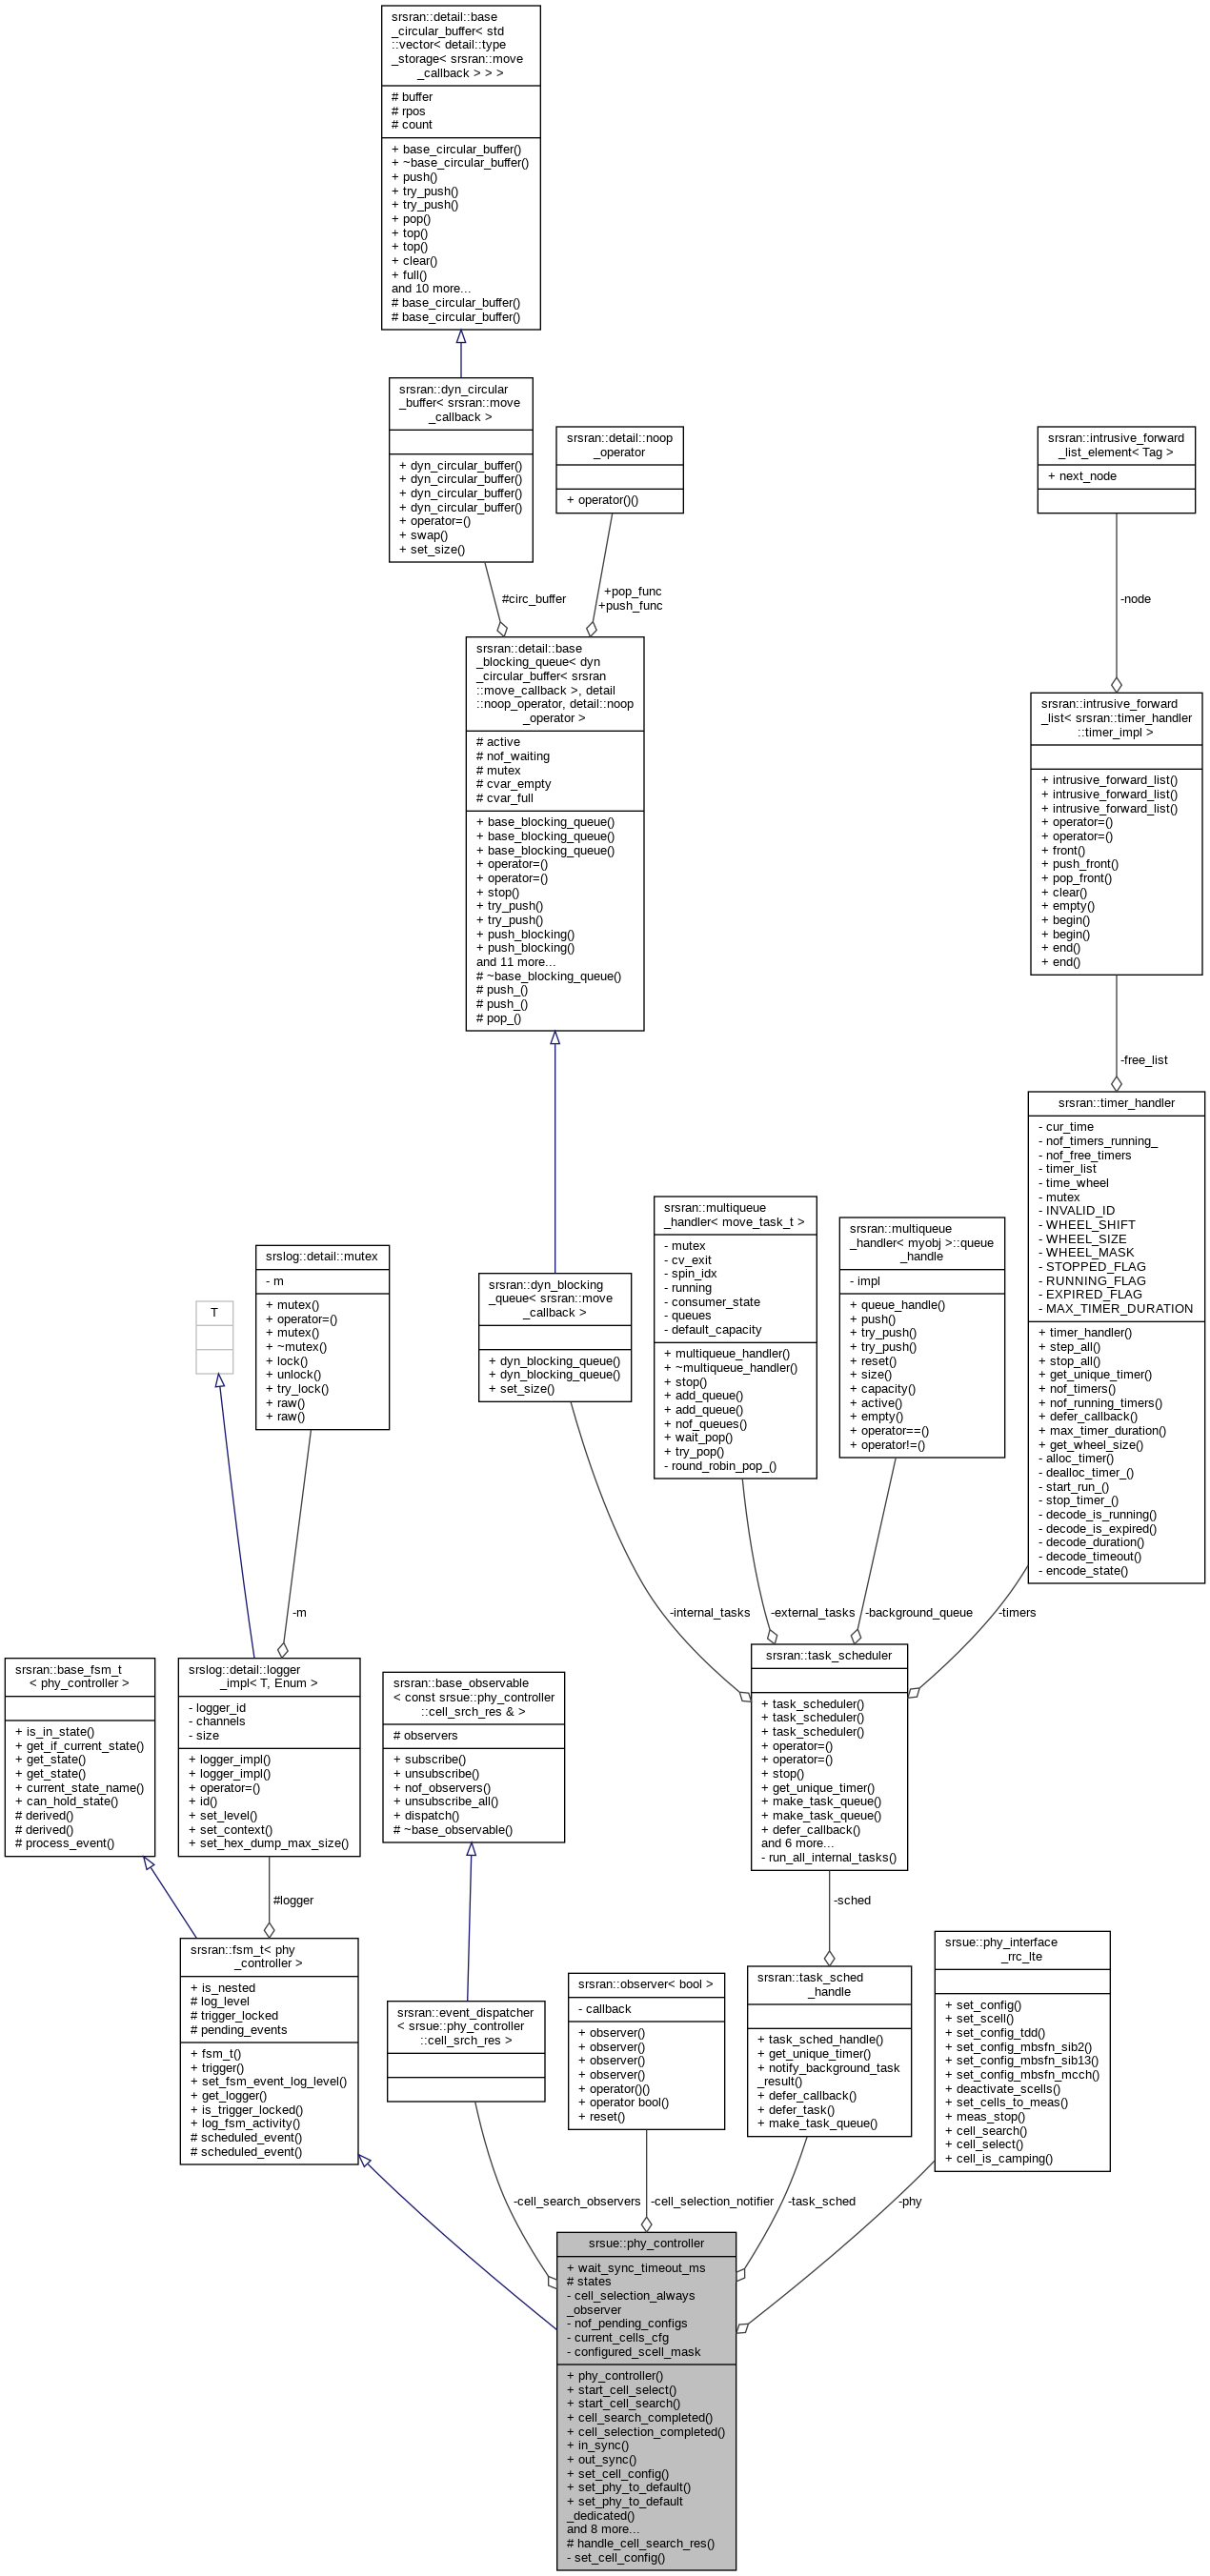 srsran::detail::base
_circular_buffer< std
::vector< detail::type
_storage< srsran::move
_callback > > >
# buffer
# rpos
# count
+ base_circular_buffer()
+ ~base_circular_buffer()
+ push()
+ try_push()
+ try_push()
+ pop()
+ top()
+ top()
+ clear()
+ full()
and 10 more...
# base_circular_buffer()
# base_circular_buffer()
srsran::dyn_circular
_buffer< srsran::move
_callback >
+ dyn_circular_buffer()
+ dyn_circular_buffer()
+ dyn_circular_buffer()
+ dyn_circular_buffer()
+ operator=()
+ swap()
+ set_size()
srsran::detail::noop
_operator
+ operator()()
srsran::intrusive_forward
_list_element< Tag >
+ next_node
#circ_buffer
+pop_func
+push_func
-node
srsran::detail::base
_blocking_queue< dyn
_circular_buffer< srsran
::move_callback >, detail
::noop_operator, detail::noop
_operator >
# active
# nof_waiting
# mutex
# cvar_empty
# cvar_full
+ base_blocking_queue()
+ base_blocking_queue()
+ base_blocking_queue()
+ operator=()
+ operator=()
+ stop()
+ try_push()
+ try_push()
+ push_blocking()
+ push_blocking()
and 11 more...
# ~base_blocking_queue()
# push_()
# push_()
# pop_()
srsran::intrusive_forward
_list< srsran::timer_handler
::timer_impl >
+ intrusive_forward_list()
+ intrusive_forward_list()
+ intrusive_forward_list()
+ operator=()
+ operator=()
+ front()
+ push_front()
+ pop_front()
+ clear()
+ empty()
+ begin()
+ begin()
+ end()
+ end()
-free_list
srsran::timer_handler
- cur_time
- nof_timers_running_
- nof_free_timers
- timer_list
- time_wheel
- mutex
- INVALID_ID
- WHEEL_SHIFT
- WHEEL_SIZE
- WHEEL_MASK
- STOPPED_FLAG
- RUNNING_FLAG
- EXPIRED_FLAG
- MAX_TIMER_DURATION
+ timer_handler()
+ step_all()
+ stop_all()
+ get_unique_timer()
+ nof_timers()
+ nof_running_timers()
+ defer_callback()
+ max_timer_duration()
+ get_wheel_size()
- alloc_timer()
- dealloc_timer_()
- start_run_()
- stop_timer_()
- decode_is_running()
- decode_is_expired()
- decode_duration()
- decode_timeout()
- encode_state()
srsran::multiqueue
_handler< move_task_t >
- mutex
- cv_exit
- spin_idx
- running
- consumer_state
- queues
- default_capacity
+ multiqueue_handler()
+ ~multiqueue_handler()
+ stop()
+ add_queue()
+ add_queue()
+ nof_queues()
+ wait_pop()
+ try_pop()
- round_robin_pop_()
srsran::multiqueue
_handler< myobj >::queue
_handle
- impl
+ queue_handle()
+ push()
+ try_push()
+ try_push()
+ reset()
+ size()
+ capacity()
+ active()
+ empty()
+ operator==()
+ operator!=()
srslog::detail::mutex
- m
+ mutex()
+ operator=()
+ mutex()
+ ~mutex()
+ lock()
+ unlock()
+ try_lock()
+ raw()
+ raw()
srsran::dyn_blocking
_queue< srsran::move
_callback >
+ dyn_blocking_queue()
+ dyn_blocking_queue()
+ set_size()
T
-m
-internal_tasks
-external_tasks
-background_queue
-timers
srsran::base_fsm_t
< phy_controller >
+ is_in_state()
+ get_if_current_state()
+ get_state()
+ get_state()
+ current_state_name()
+ can_hold_state()
# derived()
# derived()
# process_event()
srslog::detail::logger
_impl< T, Enum >
- logger_id
- channels
- size
+ logger_impl()
+ logger_impl()
+ operator=()
+ id()
+ set_level()
+ set_context()
+ set_hex_dump_max_size()
srsran::base_observable
< const srsue::phy_controller
::cell_srch_res & >
# observers
+ subscribe()
+ unsubscribe()
+ nof_observers()
+ unsubscribe_all()
+ dispatch()
# ~base_observable()
srsran::task_scheduler
+ task_scheduler()
+ task_scheduler()
+ task_scheduler()
+ operator=()
+ operator=()
+ stop()
+ get_unique_timer()
+ make_task_queue()
+ make_task_queue()
+ defer_callback()
and 6 more...
- run_all_internal_tasks()
#logger
-sched
srsran::fsm_t< phy
_controller >
+ is_nested
# log_level
# trigger_locked
# pending_events
+ fsm_t()
+ trigger()
+ set_fsm_event_log_level()
+ get_logger()
+ is_trigger_locked()
+ log_fsm_activity()
# scheduled_event()
# scheduled_event()
srsran::event_dispatcher
< srsue::phy_controller
::cell_srch_res >
srsran::observer< bool >
- callback
+ observer()
+ observer()
+ observer()
+ observer()
+ operator()()
+ operator bool()
+ reset()
srsran::task_sched
_handle
+ task_sched_handle()
+ get_unique_timer()
+ notify_background_task
_result()
+ defer_callback()
+ defer_task()
+ make_task_queue()
srsue::phy_interface
_rrc_lte
+ set_config()
+ set_scell()
+ set_config_tdd()
+ set_config_mbsfn_sib2()
+ set_config_mbsfn_sib13()
+ set_config_mbsfn_mcch()
+ deactivate_scells()
+ set_cells_to_meas()
+ meas_stop()
+ cell_search()
+ cell_select()
+ cell_is_camping()
-cell_search_observers
-cell_selection_notifier
-task_sched
-phy
srsue::phy_controller
+ wait_sync_timeout_ms
# states
- cell_selection_always
_observer
- nof_pending_configs
- current_cells_cfg
- configured_scell_mask
+ phy_controller()
+ start_cell_select()
+ start_cell_search()
+ cell_search_completed()
+ cell_selection_completed()
+ in_sync()
+ out_sync()
+ set_cell_config()
+ set_phy_to_default()
+ set_phy_to_default
_dedicated()
and 8 more...
# handle_cell_search_res()
- set_cell_config()